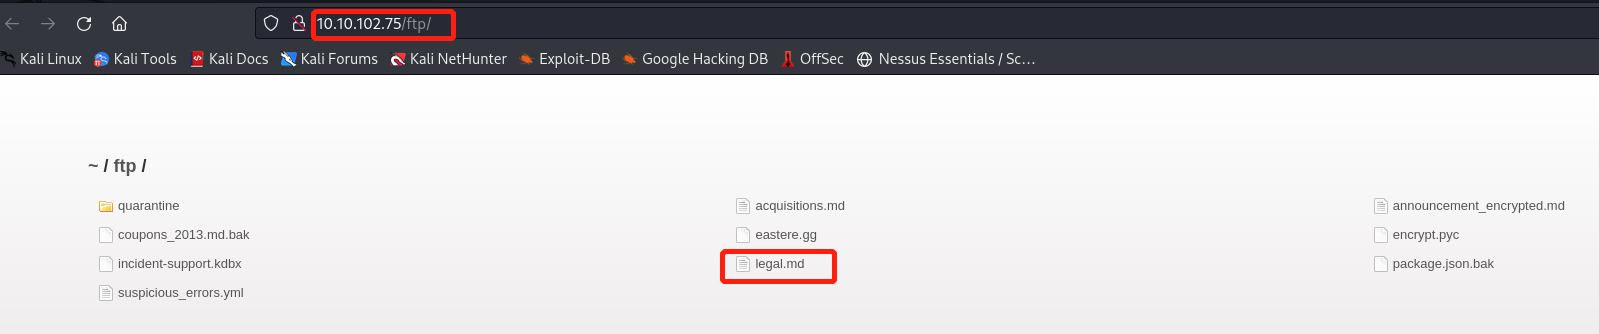 10.10.102.75/ftp/
Kali Linux Kali Tools Kali Docs Kali Forums Kali NetHunter Exploit-DB Google Hacking DB OffSec Nessus Essentials / Sc…
~ / ftp /
quarantine acquisitions.md announcement_encrypted.md
coupons_2013.md.bak eastere.gg encrypt.pyc
incident-support.kdbx legal.md package.json.bak
suspicious_errors.yml